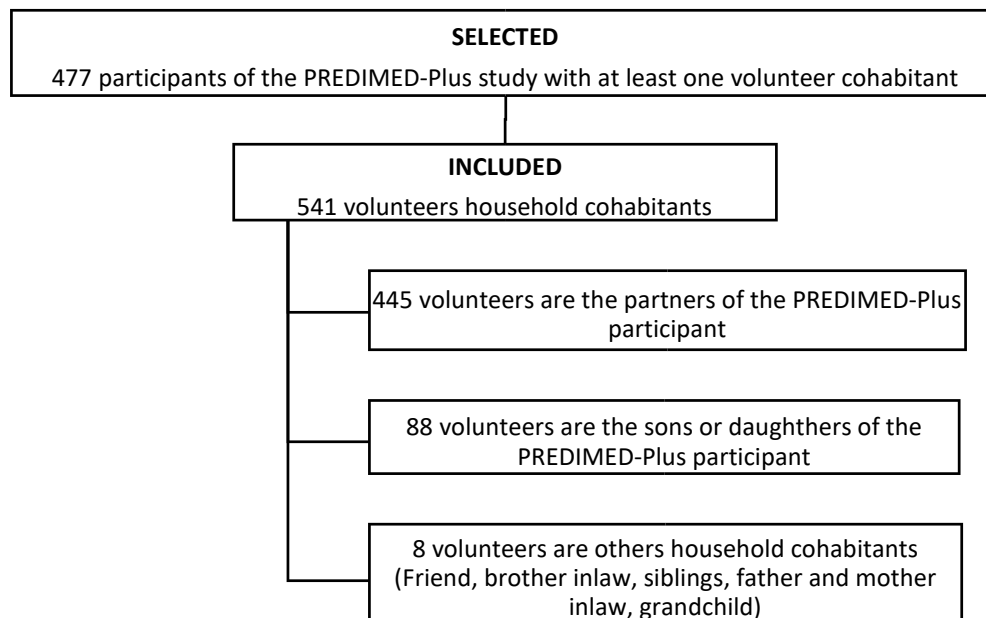 SELECTED
477 participants of the PREDIMED-Plus study with at least one volunteer cohabitant
INCLUDED
541 volunteers household cohabitants
445 volunteers are the partners of the PREDIMED-Plus
participant
88 volunteers are the sons or daughthers of the
PREDIMED-Plus participant
8 volunteers are others household cohabitants
(Friend, brother inlaw, siblings, father and mother
inlaw, grandchild)